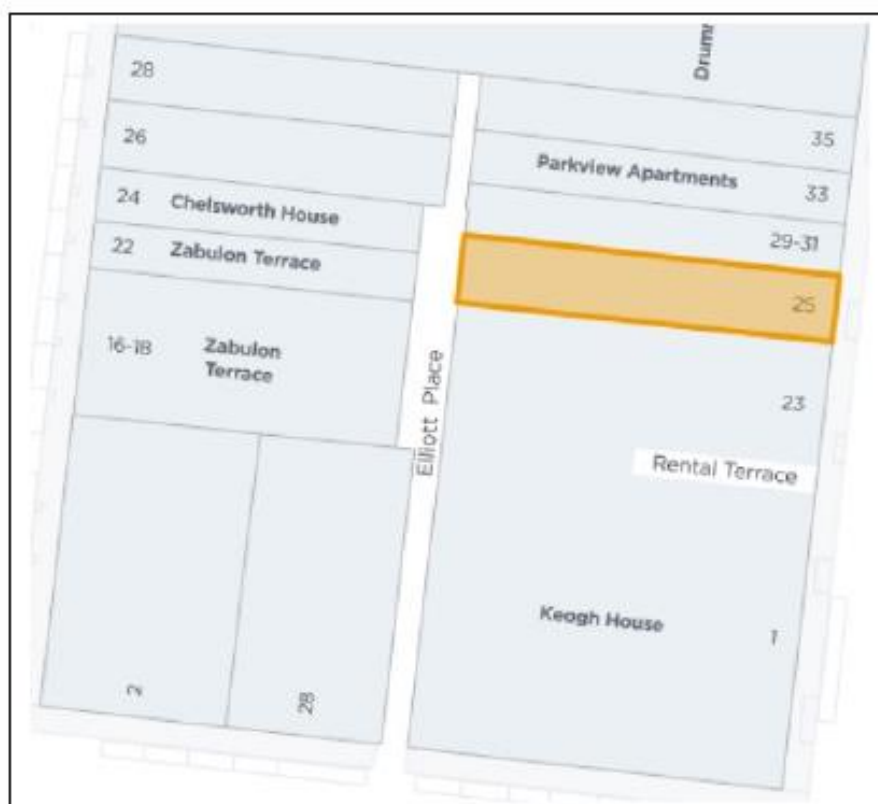 Drumm
28
35
26
Parkview Apartments 33
24 Chelsworth House
29-31
22 Zabulon Terrace
25
16-18 Zabulon
Terrace
23
Elliott Place
Rental Terrace
Keogh House 1
2
28